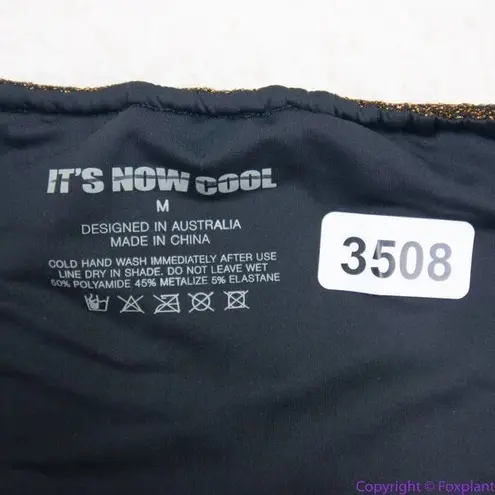 IT'S NOW COOL
M
DESIGNED IN AUSTRALIA
MADE IN CHINA
COLD HAND WASH IMMEDIATELY AFTER USE
LINE DRY IN SHADE. DO NOT LEAVE WET
50% POLYAMIDE 45% METALIZE 5% ELASTANE
3508
Copyright © Foxplant